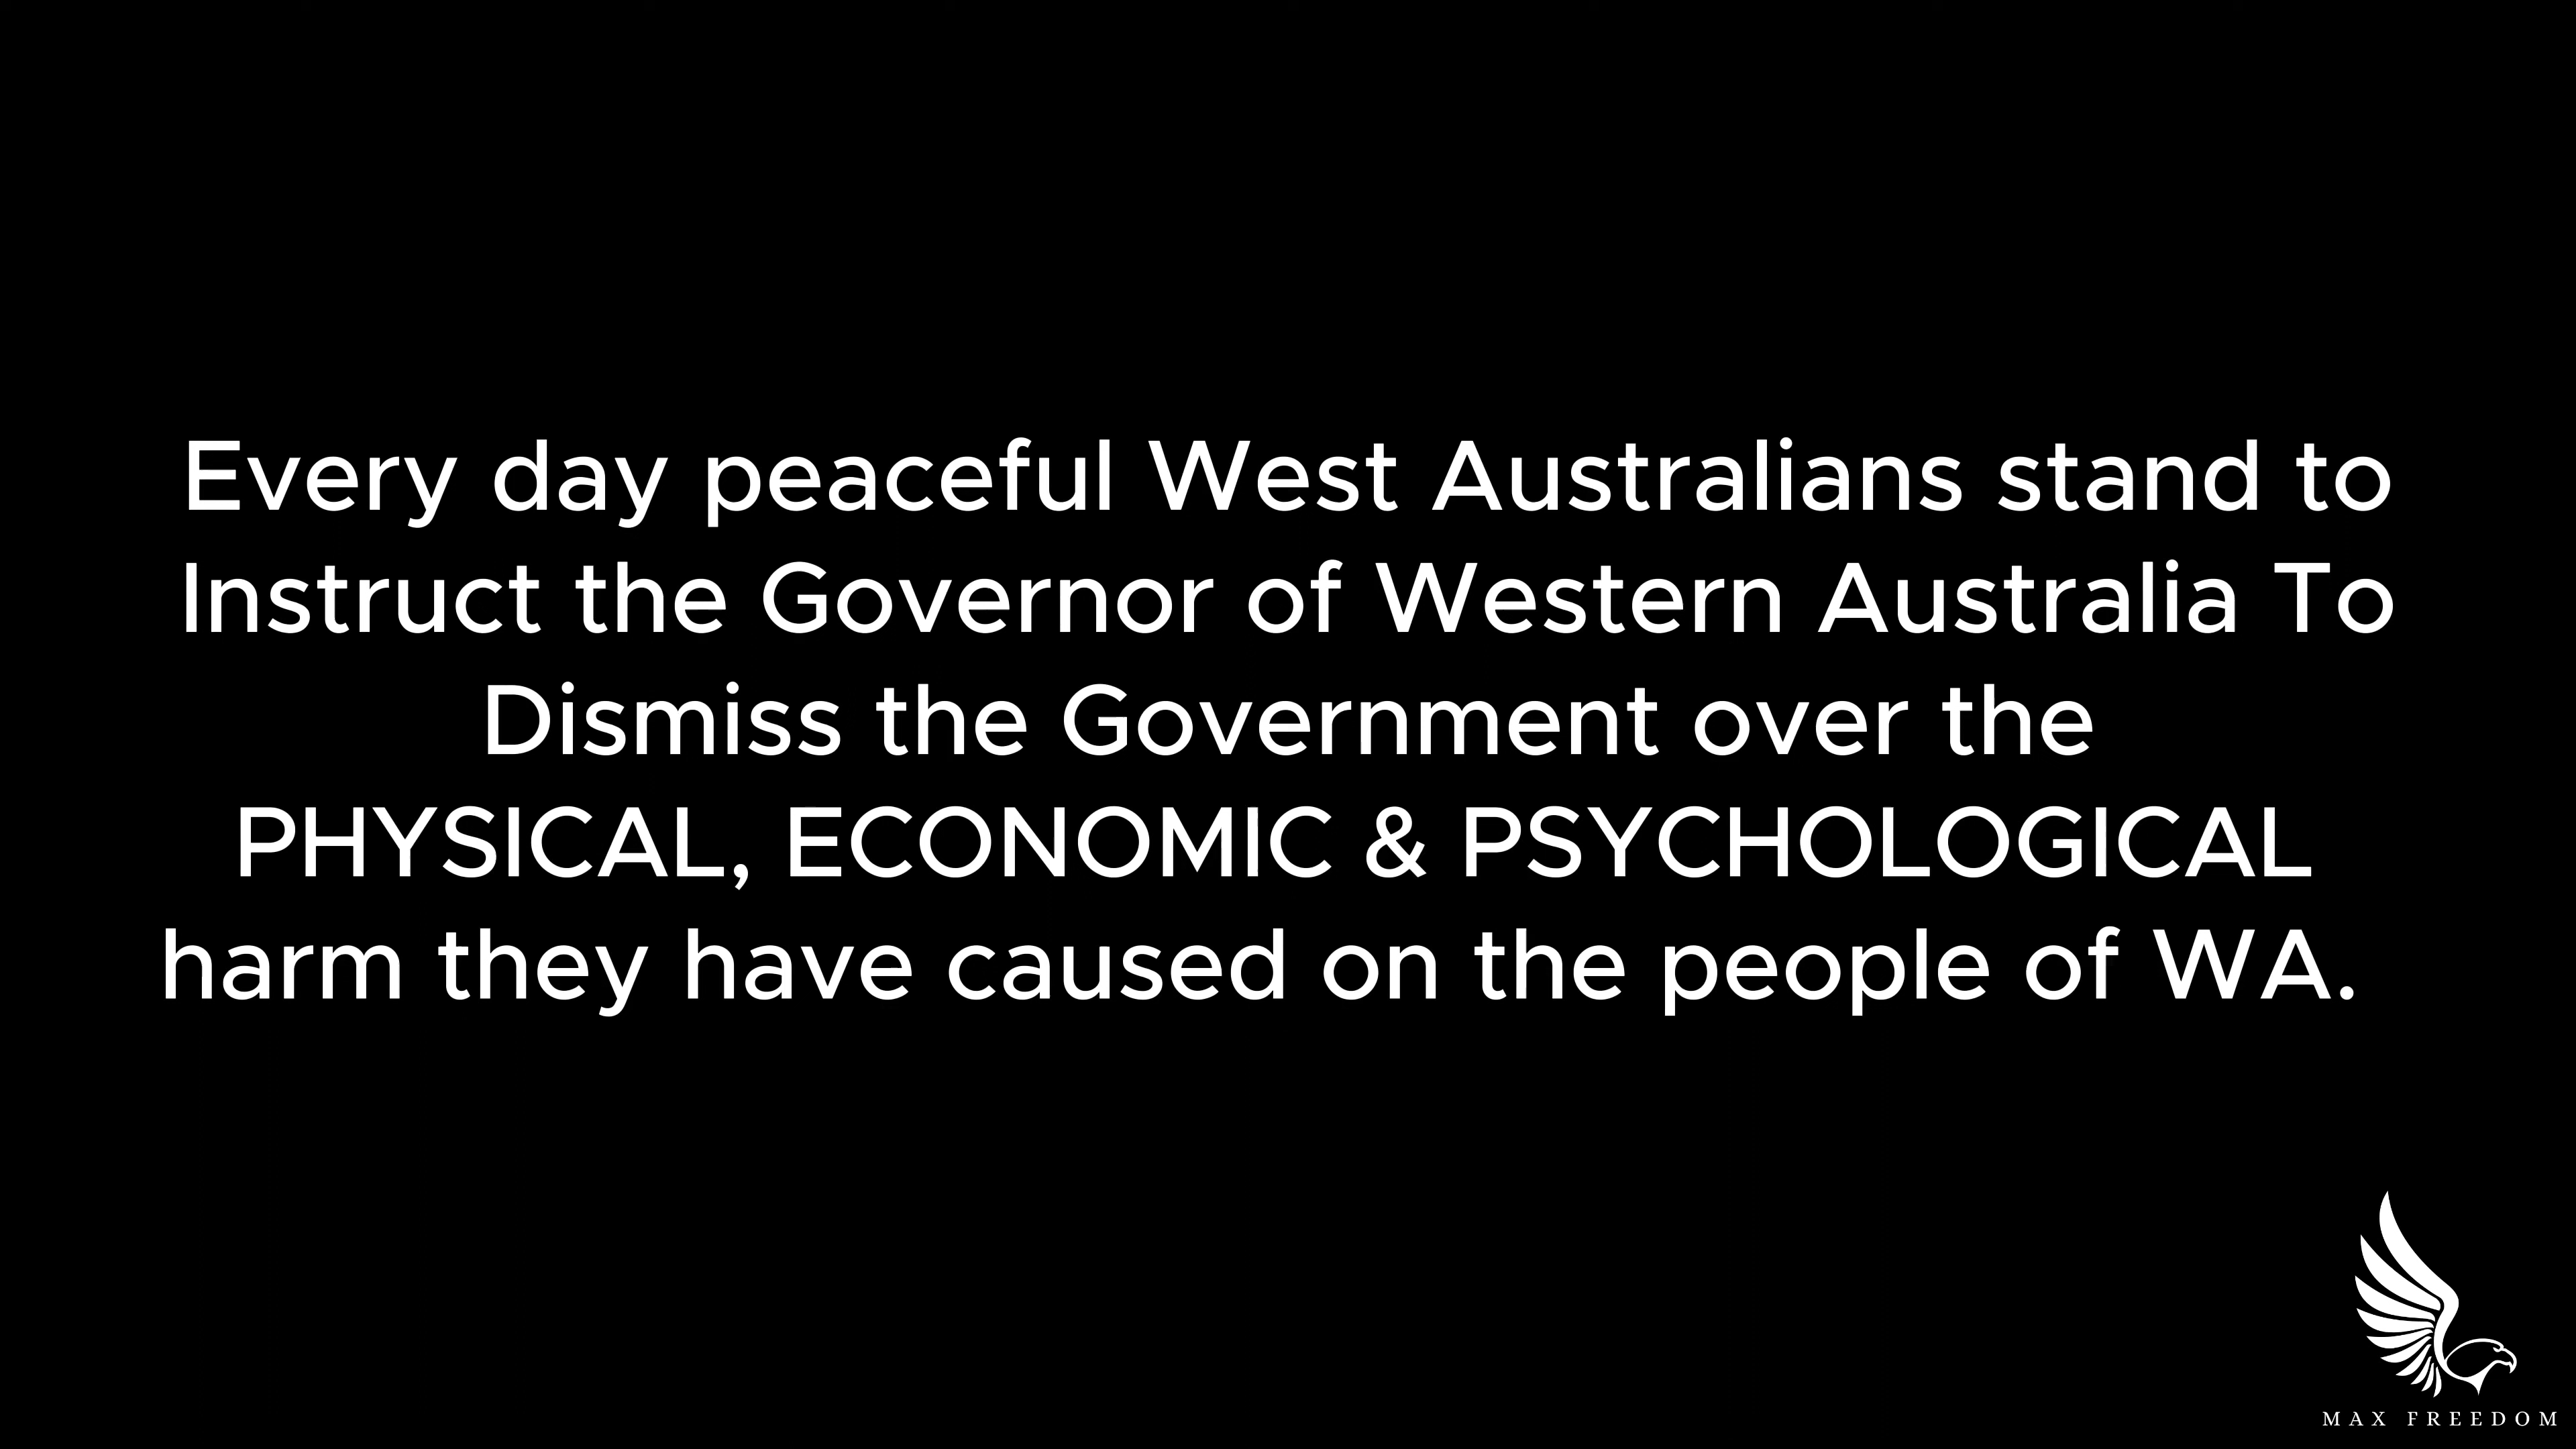 Every day peaceful West Australians stand to
Instruct the Governor of Western Australia To
Dismiss the Government over the
PHYSICAL, ECONOMIC & PSYCHOLOGICAL
harm they have caused on the people of WA.
MAX FREEDOM